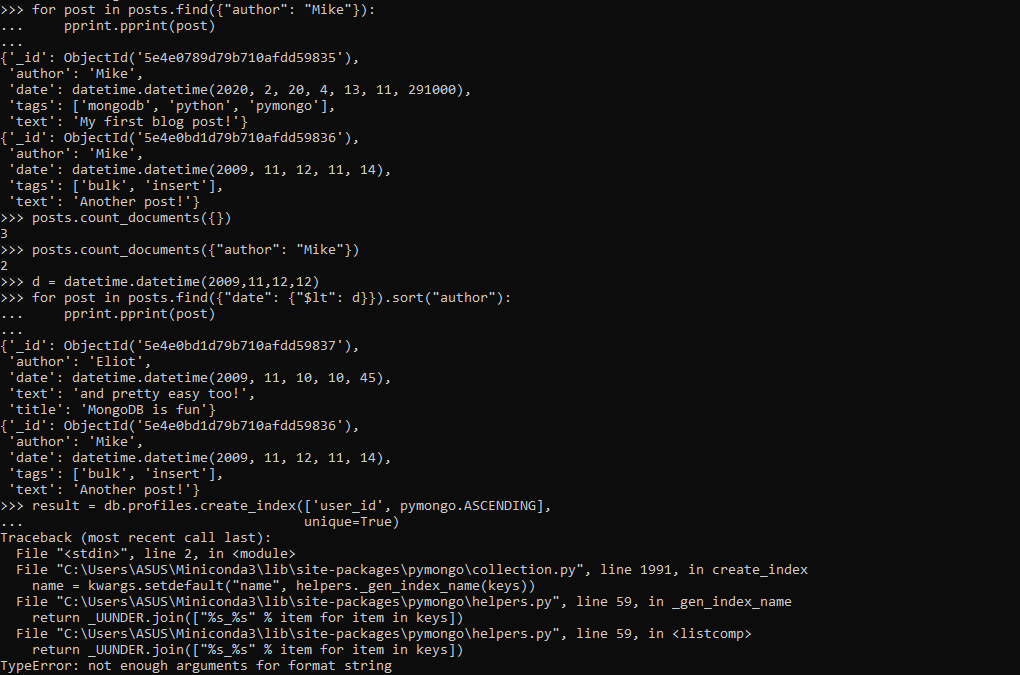 >>> for post in posts.find({"author": "Mike"}):
...     pprint.pprint(post)
...
{'_id': ObjectId('5e4e0789d79b710afdd59835'),
 'author': 'Mike',
 'date': datetime.datetime(2020, 2, 20, 4, 13, 11, 291000),
 'tags': ['mongodb', 'python', 'pymongo'],
 'text': 'My first blog post!'}
{'_id': ObjectId('5e4e0bd1d79b710afdd59836'),
 'author': 'Mike',
 'date': datetime.datetime(2009, 11, 12, 11, 14),
 'tags': ['bulk', 'insert'],
 'text': 'Another post!'}
>>> posts.count_documents({})
3
>>> posts.count_documents({"author": "Mike"})
2
>>> d = datetime.datetime(2009,11,12,12)
>>> for post in posts.find({"date": {"$lt": d}}).sort("author"):
...     pprint.pprint(post)
...
{'_id': ObjectId('5e4e0bd1d79b710afdd59837'),
 'author': 'Eliot',
 'date': datetime.datetime(2009, 11, 10, 10, 45),
 'text': 'and pretty easy too!',
 'title': 'MongoDB is fun'}
{'_id': ObjectId('5e4e0bd1d79b710afdd59836'),
 'author': 'Mike',
 'date': datetime.datetime(2009, 11, 12, 11, 14),
 'tags': ['bulk', 'insert'],
 'text': 'Another post!'}
>>> result = db.profiles.create_index(['user_id', pymongo.ASCENDING],
...                                   unique=True)
Traceback (most recent call last):
  File "<stdin>", line 2, in <module>
  File "C:\Users\ASUS\Miniconda3\lib\site-packages\pymongo\collection.py", line 1991, in create_index
    name = kwargs.setdefault("name", helpers._gen_index_name(keys))
  File "C:\Users\ASUS\Miniconda3\lib\site-packages\pymongo\helpers.py", line 59, in _gen_index_name
    return _UUNDER.join(["%s_%s" % item for item in keys])
  File "C:\Users\ASUS\Miniconda3\lib\site-packages\pymongo\helpers.py", line 59, in <listcomp>
    return _UUNDER.join(["%s_%s" % item for item in keys])
TypeError: not enough arguments for format string